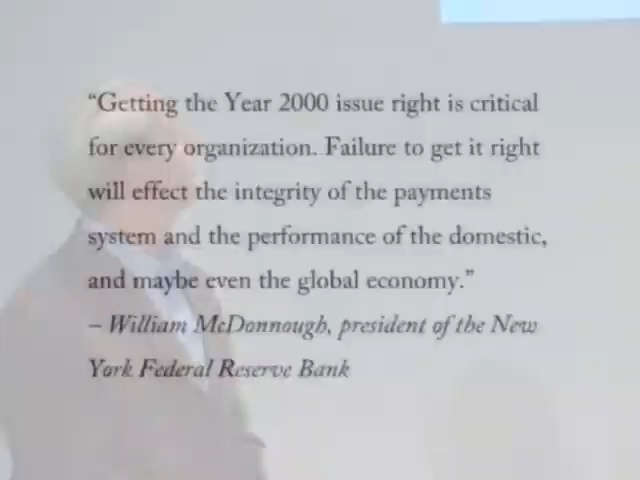 “Getting the Year 2000 issue right is critical
for every organization. Failure to get it right
will effect the integrity of the payments
system and the performance of the domestic,
and maybe even the global economy.”
– William McDonnough, president of the New
York Federal Reserve Bank